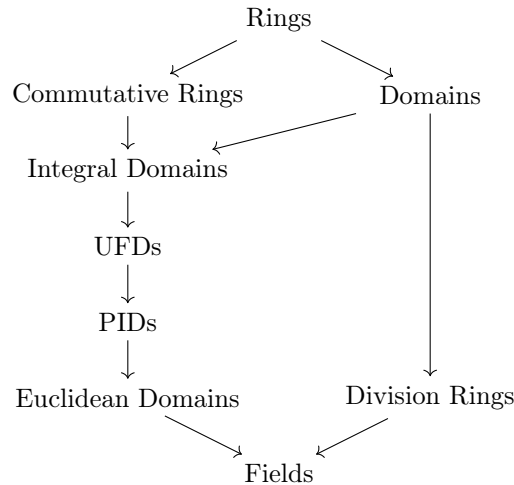 Rings
Commutative Rings
Domains
Integral Domains
UFDs
PIDs
Euclidean Domains
Division Rings
Fields